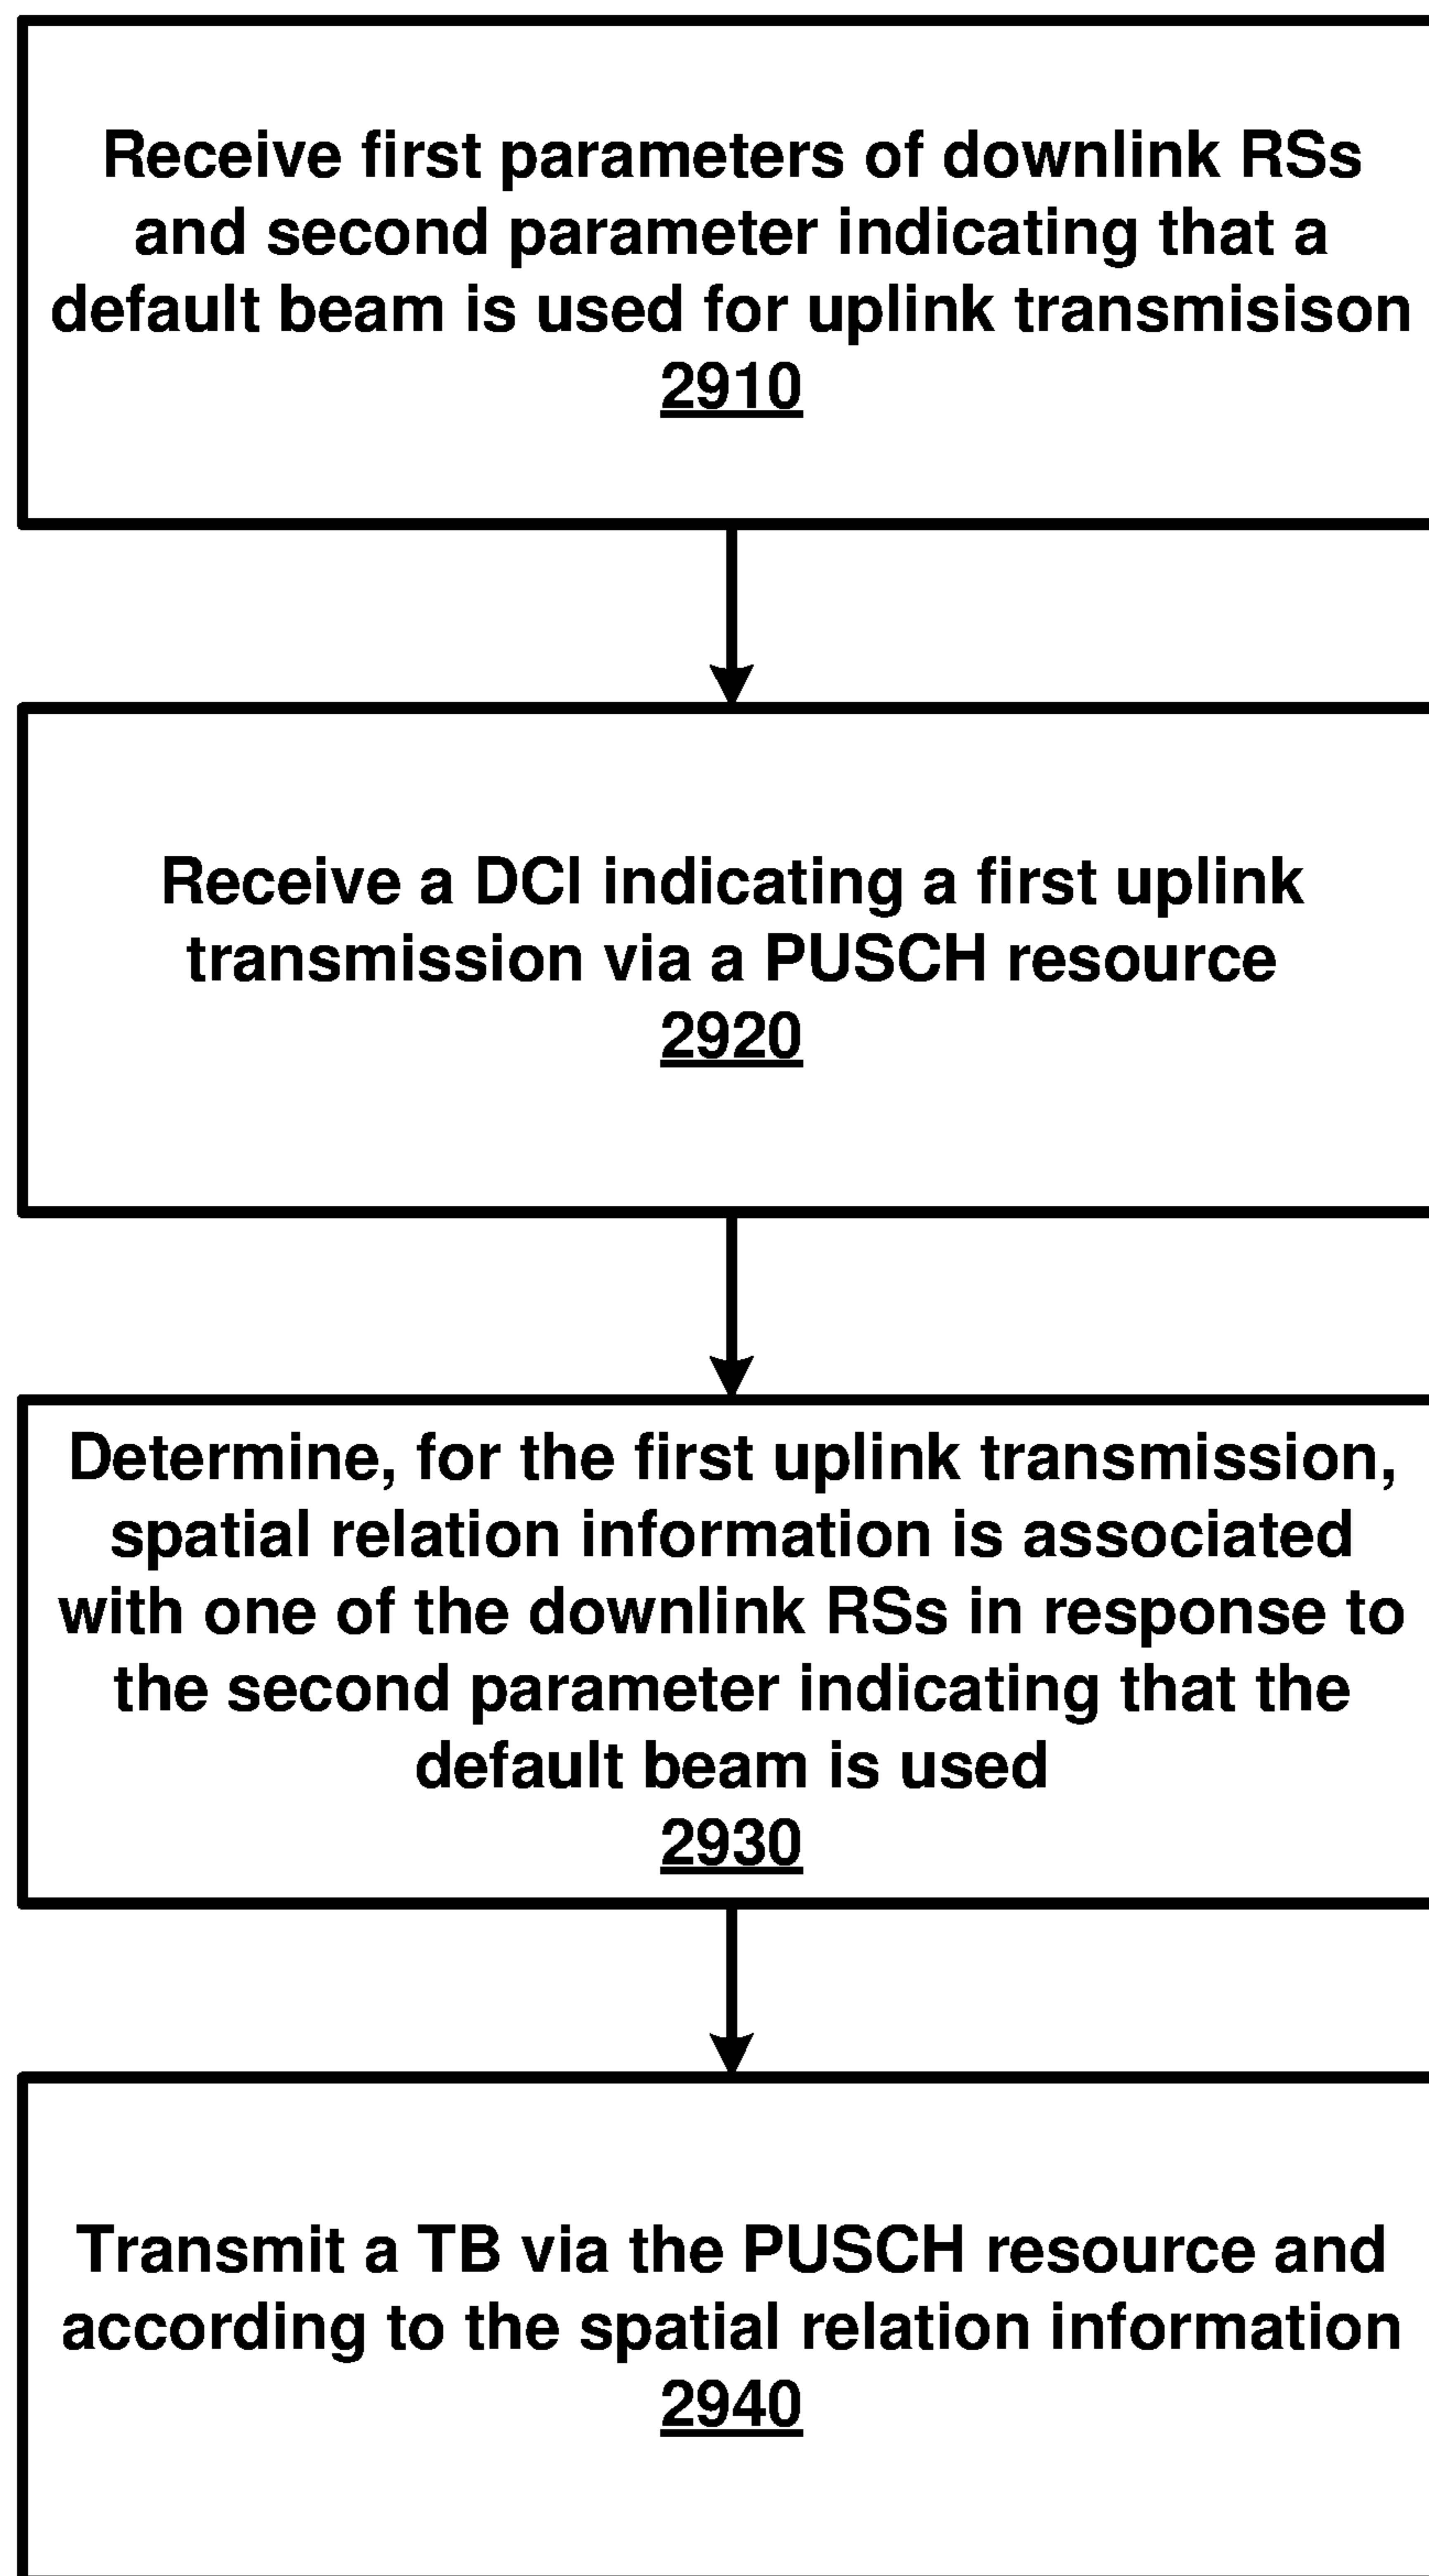 Receive first parameters of downlink RSs
and second parameter indicating that a
default beam is used for uplink transmisison
2910
Receive a DCI indicating a first uplink
transmission via a PUSCH resource
2920
Determine, for the first uplink transmission,
spatial relation information is associated
with one of the downlink RSs in response to
the second parameter indicating that the
default beam is used
2930
Transmit a TB via the PUSCH resource and
according to the spatial relation information
2940